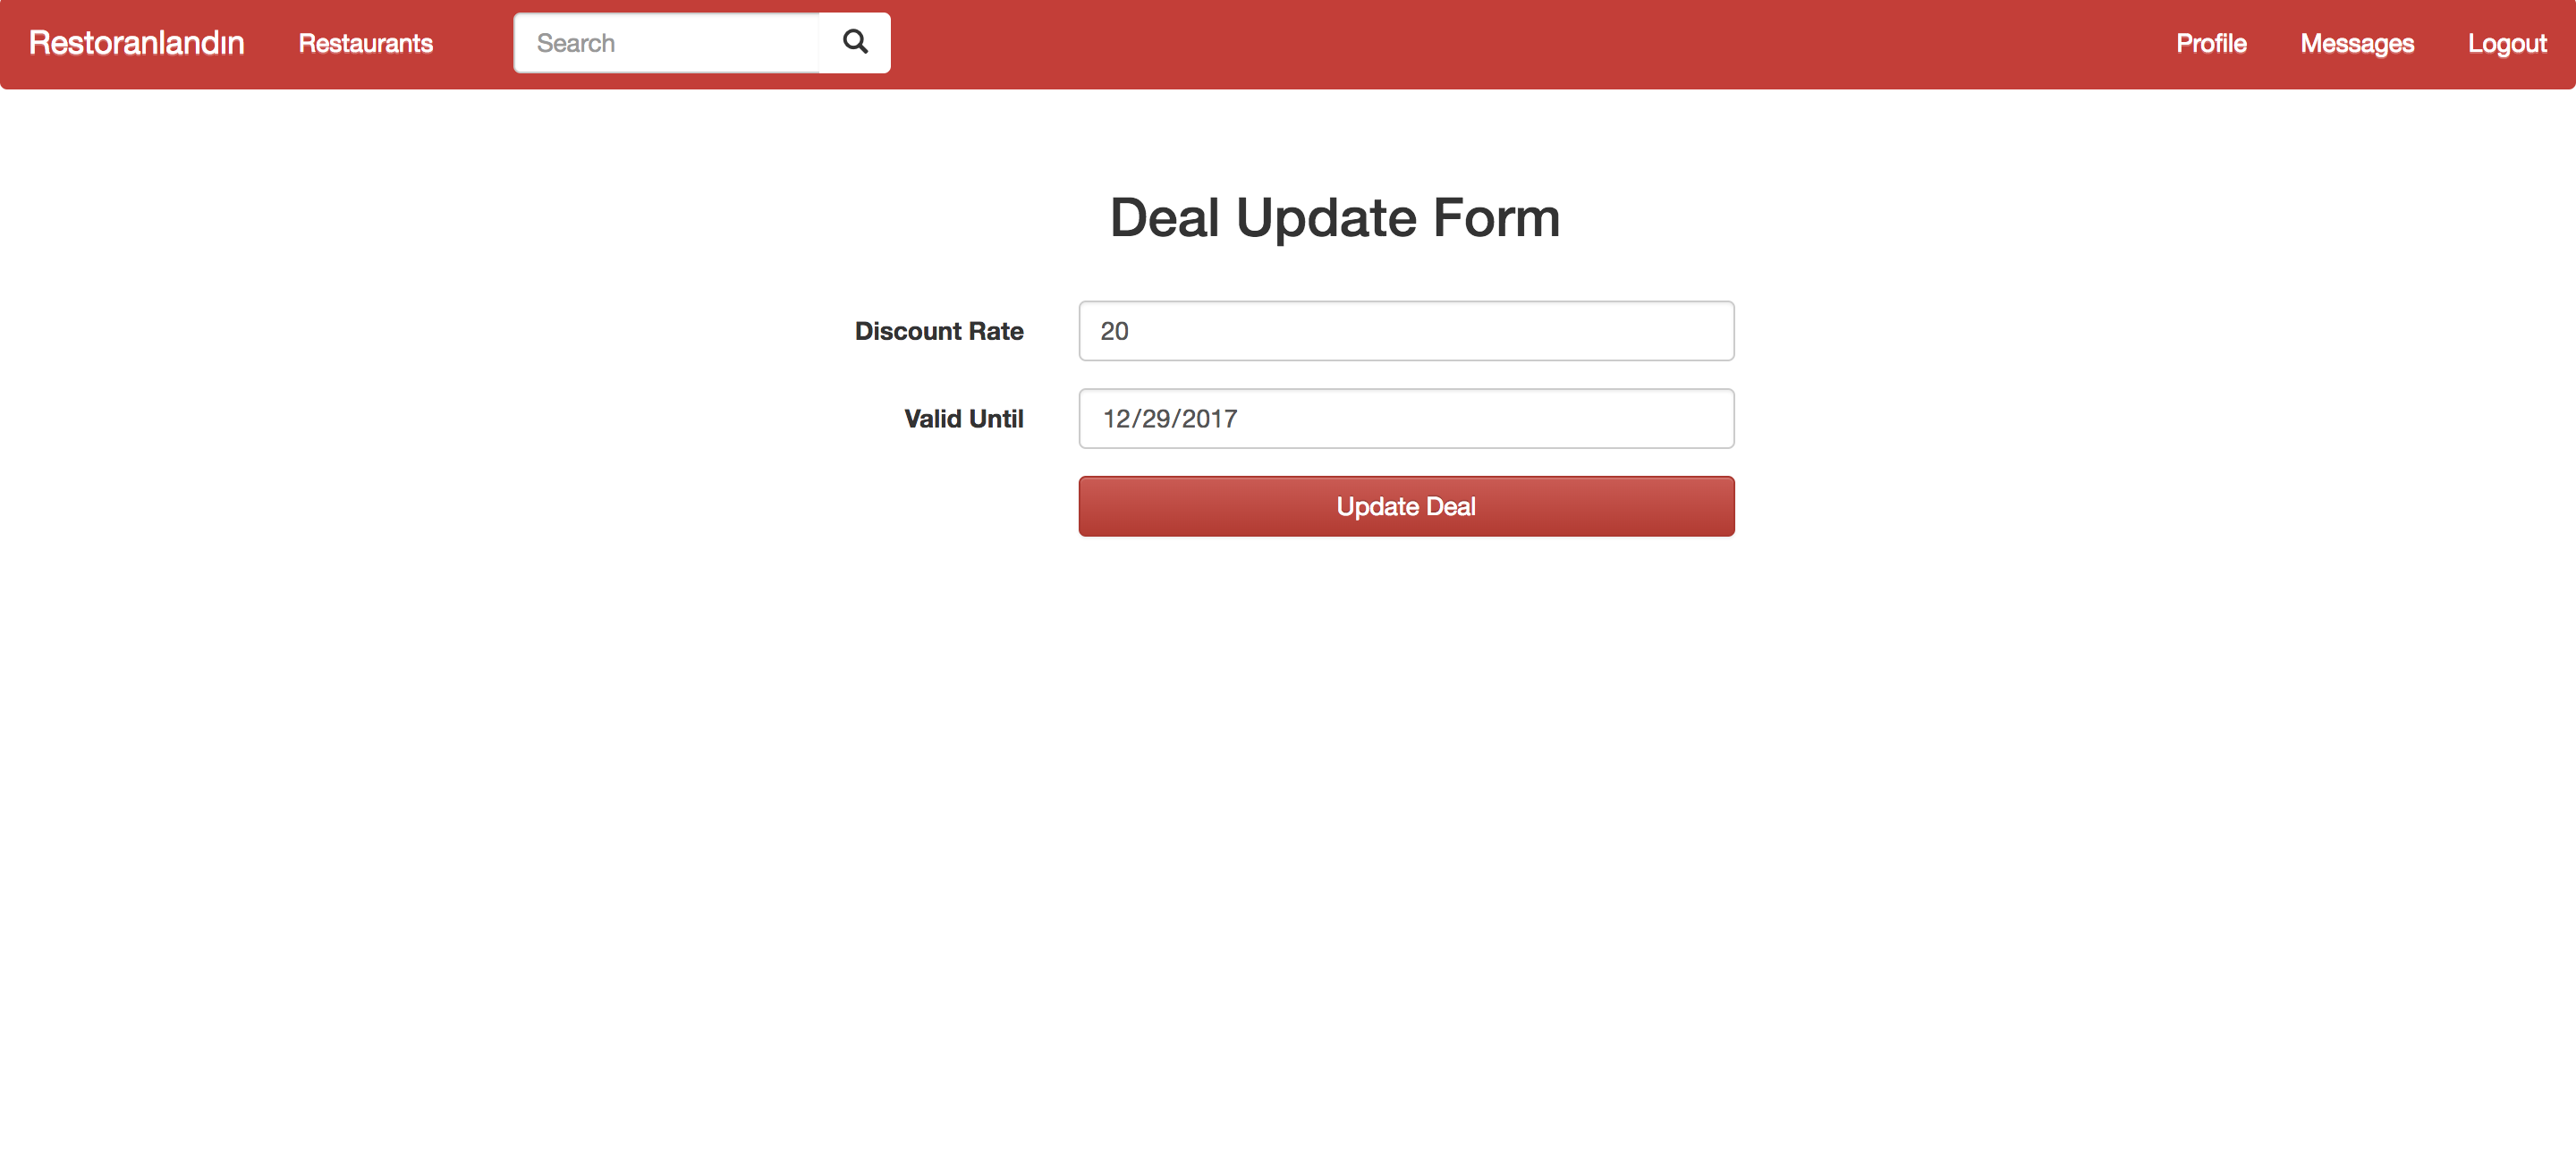 Restoranlandın Restaurants Search Profile Messages Logout
Deal Update Form
Discount Rate 20
Valid Until 12/29/2017
Update Deal